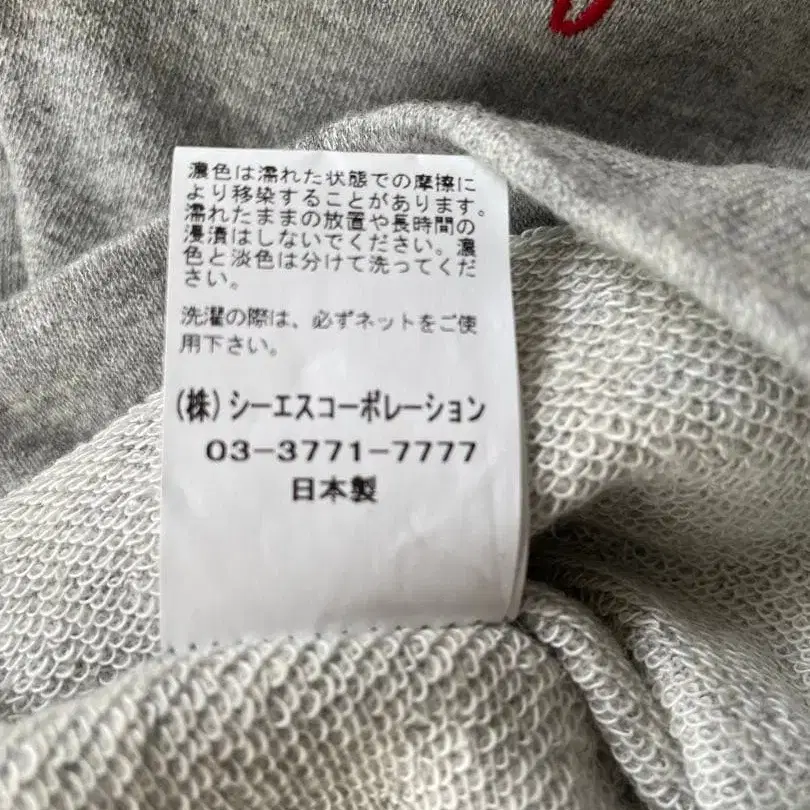 濃色は濡れた状態での摩擦に
より移染することがあります。
濡れたままの放置や長時間の
浸漬はしないでください。濃
色と淡色は分けて洗ってくだ
さい。
洗濯の際は、必ずネットをご使
用下さい。
(株)シーエスコーポレーション
03-3771-7777
日本製